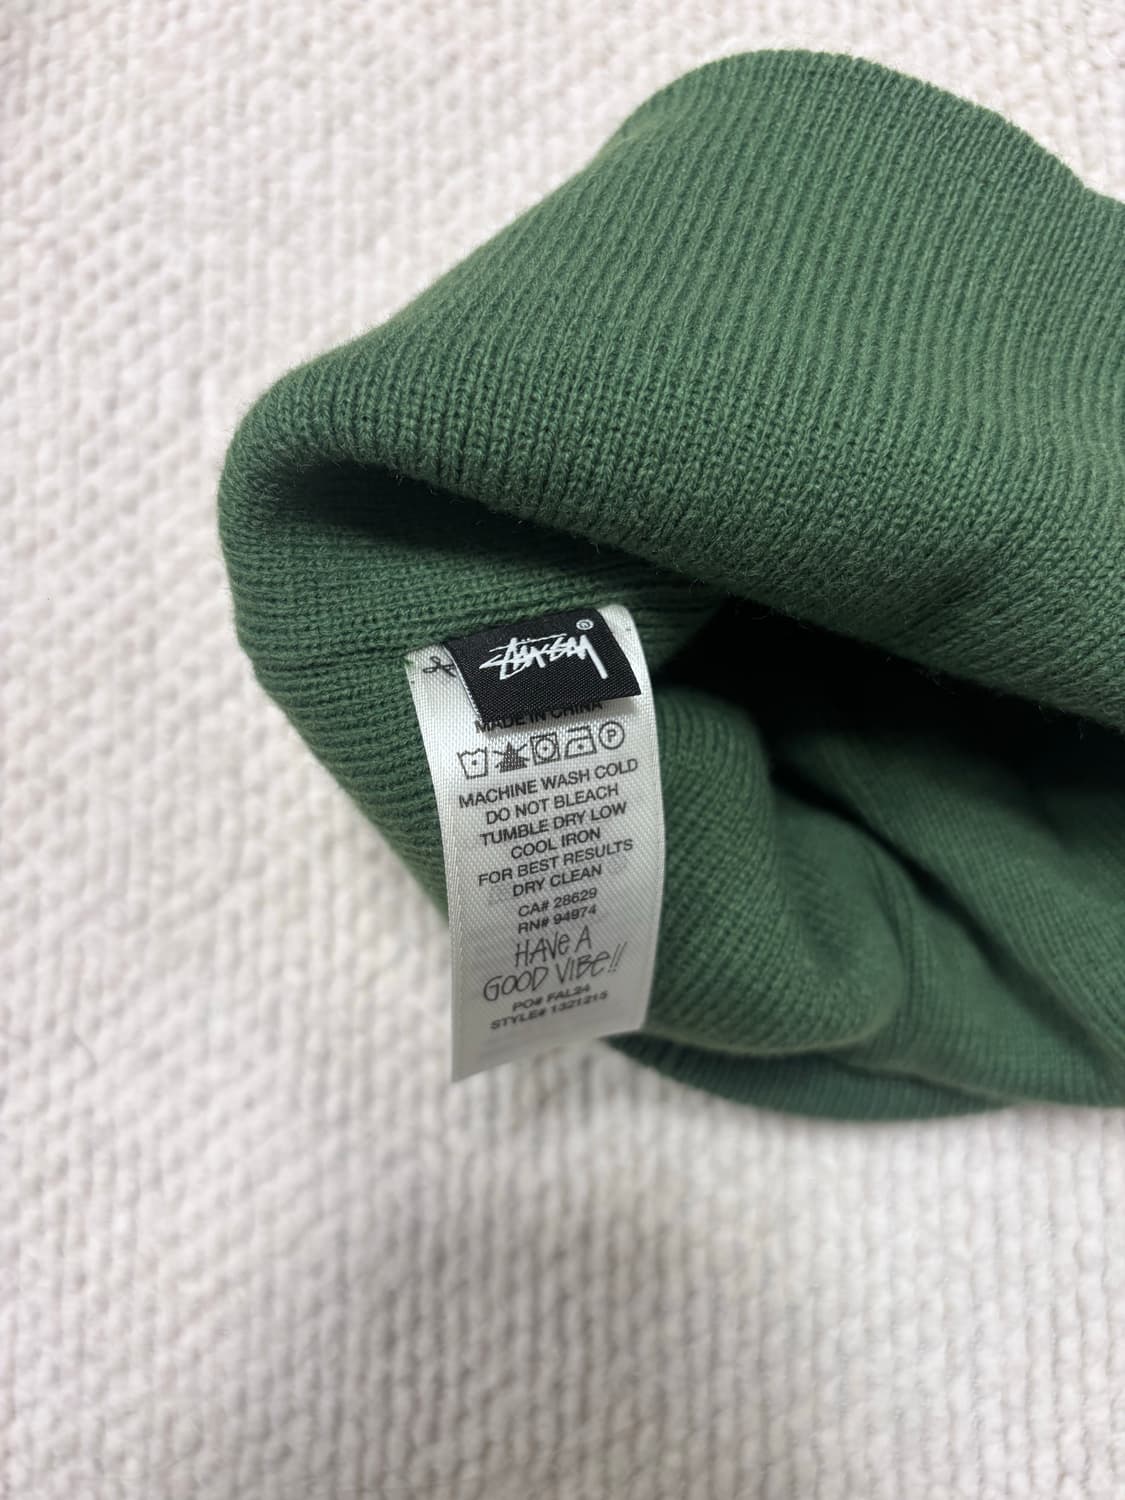 Stüssy ®
MADE IN CHINA
P
MACHINE WASH COLD
DO NOT BLEACH
TUMBLE DRY LOW
COOL IRON
FOR BEST RESULTS
DRY CLEAN
CA# 28629
RN# 94974
HAVE A
GOOD VIBE!!
PO# FAL24
STYLE# 1321215